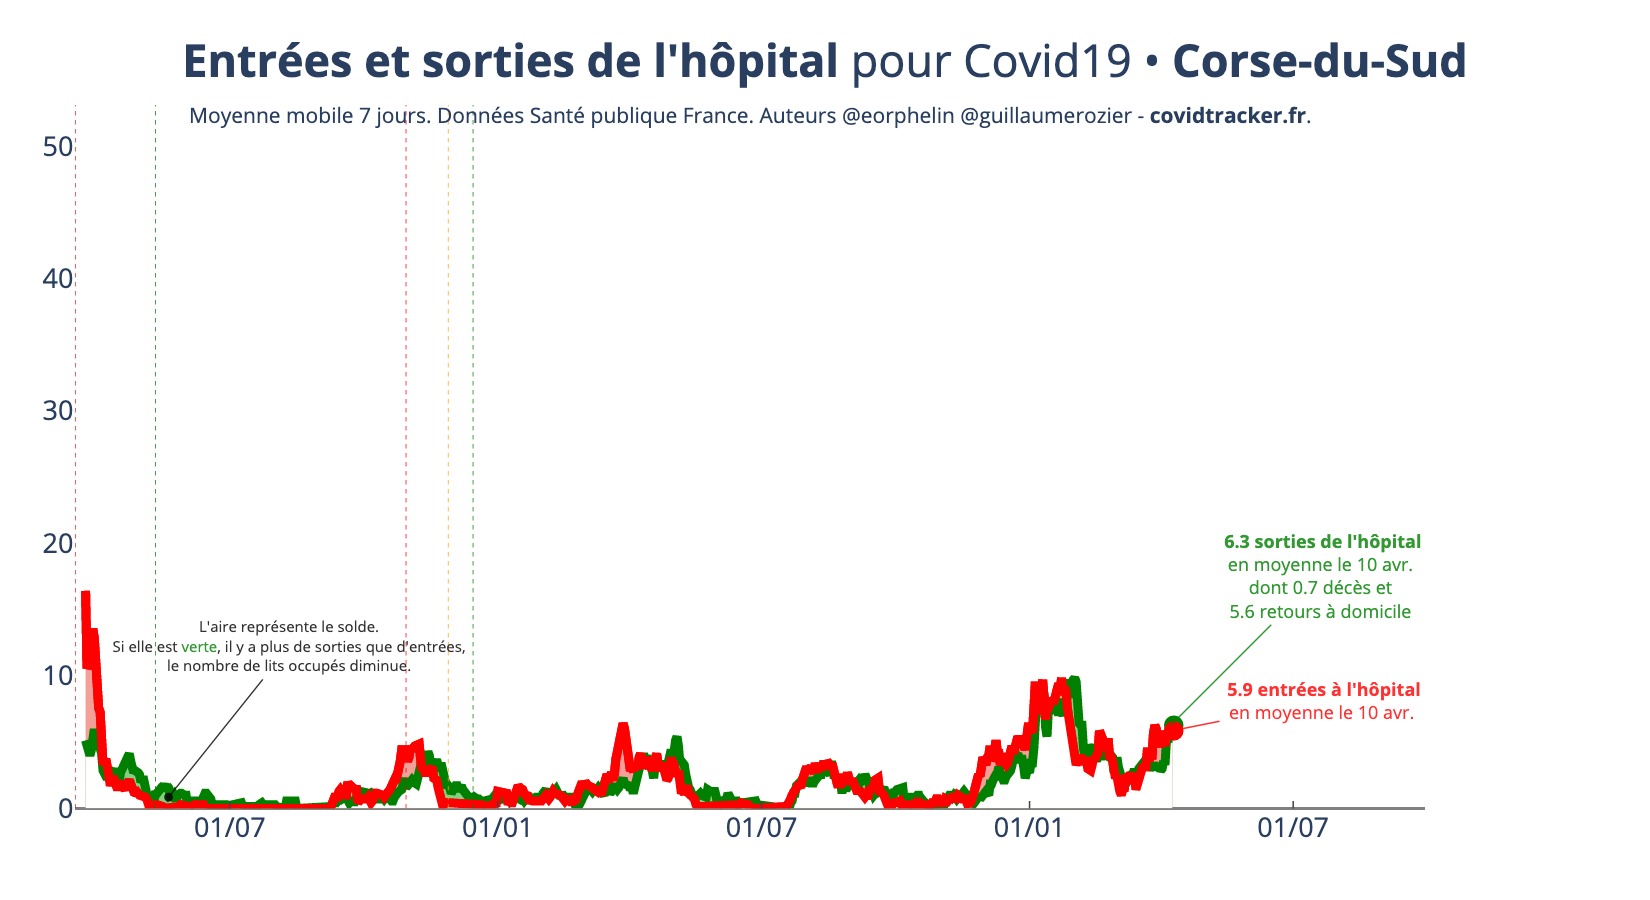 Entrées et sorties de l'hôpital pour Covid19 • Corse-du-Sud
Moyenne mobile 7 jours. Données Santé publique France. Auteurs @eorphelin @guillaumerozier - covidtracker.fr.
50
40
30
20
10
0
L'aire représente le solde.
Si elle est verte, il y a plus de sorties que d'entrées,
le nombre de lits occupés diminue.
6.3 sorties de l'hôpital
en moyenne le 10 avr.
dont 0.7 décès et
5.6 retours à domicile
5.9 entrées à l'hôpital
en moyenne le 10 avr.
01/07
01/01
01/07
01/01
01/07